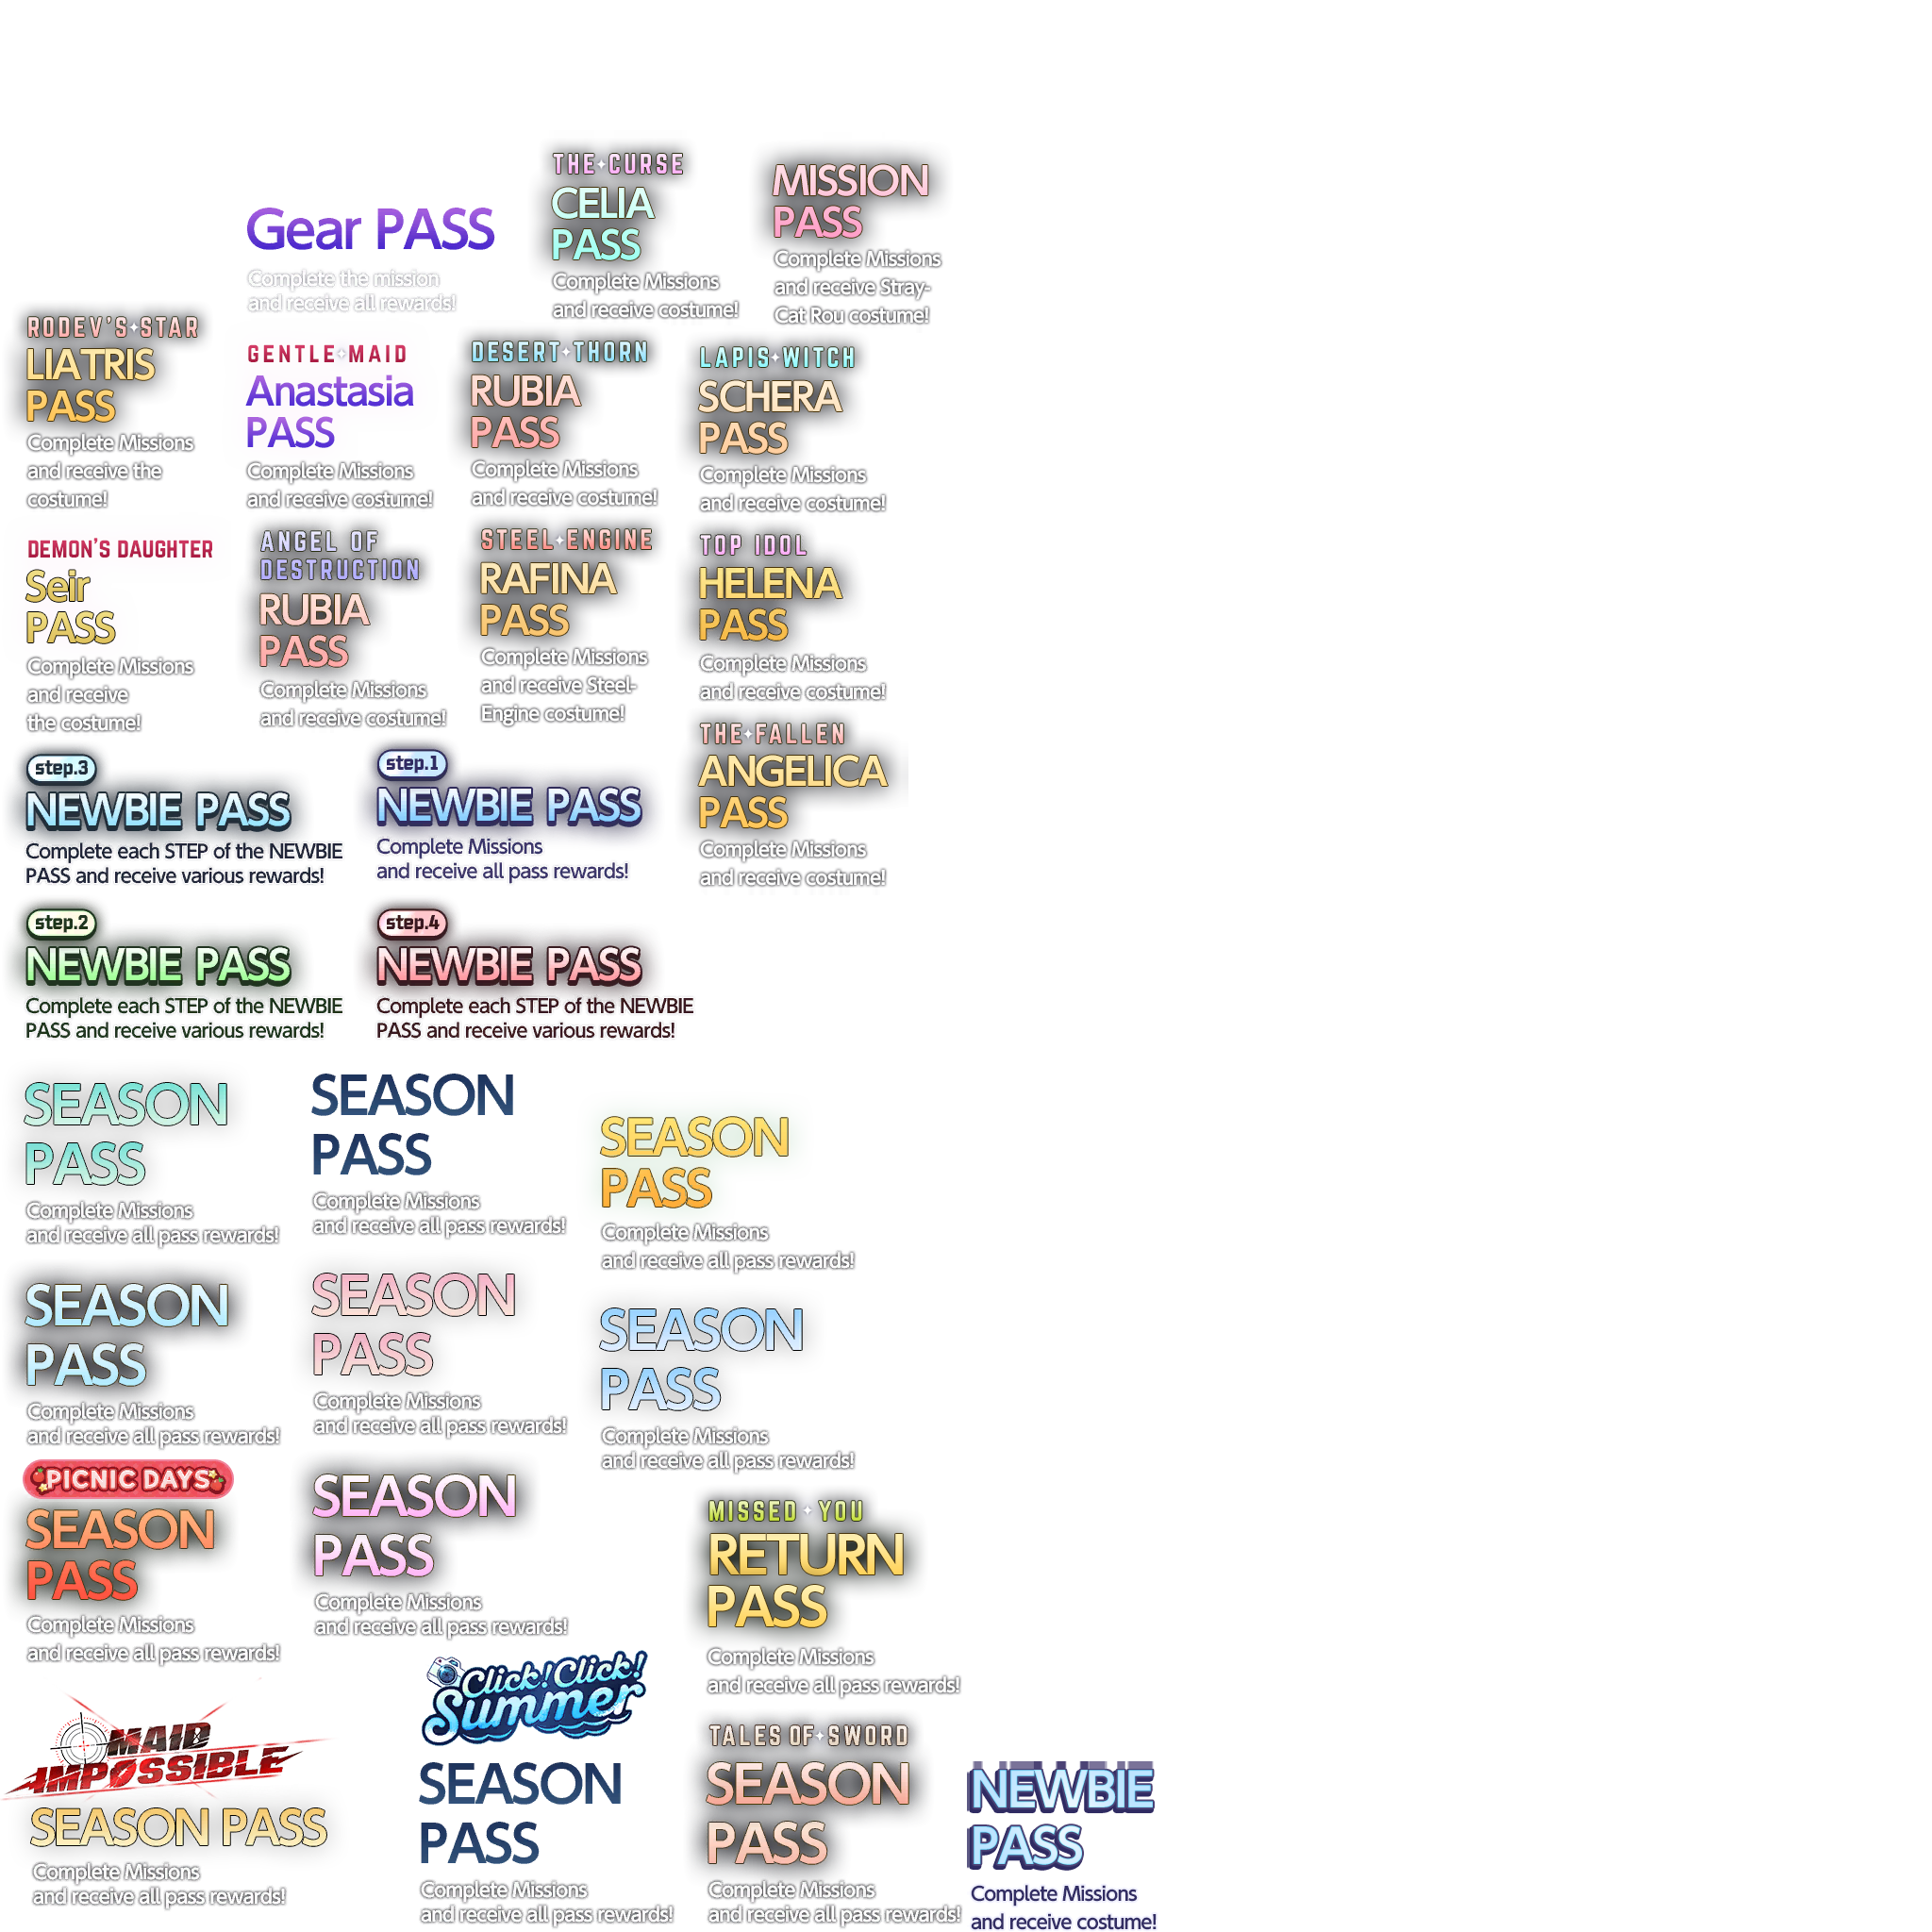 THE CURSE
CELIA
PASS
Complete Missions
and receive costume!
MISSION
PASS
Complete Missions
and receive Stray-
Cat Rou costume!
Gear PASS
Complete the mission
and receive all rewards!
RODEV'S STAR
LIATRIS
PASS
Complete Missions
and receive the
costume!
GENTLE MAID
Anastasia
PASS
Complete Missions
and receive costume!
DESERT THORN
RUBIA
PASS
Complete Missions
and receive costume!
LAPIS WITCH
SCHERA
PASS
Complete Missions
and receive costume!
DEMON'S DAUGHTER
Seir
PASS
Complete Missions
and receive
the costume!
ANGEL OF
DESTRUCTION
RUBIA
PASS
Complete Missions
and receive costume!
STEEL ENGINE
RAFINA
PASS
Complete Missions
and receive Steel-
Engine costume!
TOP IDOL
HELENA
PASS
Complete Missions
and receive costume!
step.3
NEWBIE PASS
Complete each STEP of the NEWBIE
PASS and receive various rewards!
step.1
NEWBIE PASS
Complete Missions
and receive all pass rewards!
THE FALLEN
ANGELICA
PASS
Complete Missions
and receive costume!
step.2
NEWBIE PASS
Complete each STEP of the NEWBIE
PASS and receive various rewards!
step.4
NEWBIE PASS
Complete each STEP of the NEWBIE
PASS and receive various rewards!
SEASON
PASS
Complete Missions
and receive all pass rewards!
SEASON
PASS
Complete Missions
and receive all pass rewards!
SEASON
PASS
Complete Missions
and receive all pass rewards!
SEASON
PASS
Complete Missions
and receive all pass rewards!
SEASON
PASS
Complete Missions
and receive all pass rewards!
SEASON
PASS
Complete Missions
and receive all pass rewards!
PICNIC DAYS
SEASON
PASS
Complete Missions
and receive all pass rewards!
SEASON
PASS
Complete Missions
and receive all pass rewards!
MISSED YOU
RETURN
PASS
Complete Missions
and receive all pass rewards!
MAID
IMPOSSIBLE
SEASON PASS
Complete Missions
and receive all pass rewards!
Click! Click!
Summer
SEASON
PASS
Complete Missions
and receive all pass rewards!
TALES OF SWORD
SEASON
PASS
Complete Missions
and receive all pass rewards!
NEWBIE
PASS
Complete Missions
and receive costume!